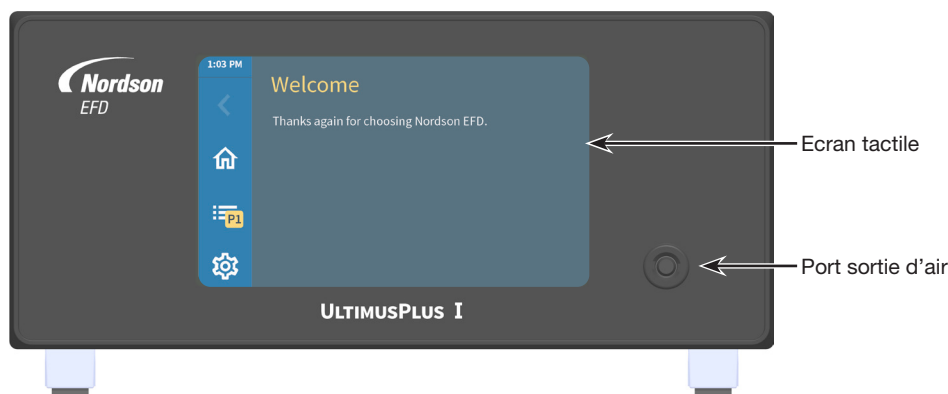 Nordson
EFD
1:03 PM
Welcome
Thanks again for choosing Nordson EFD.
P1
ULTIMUSPLUS I
Ecran tactile
Port sortie d'air